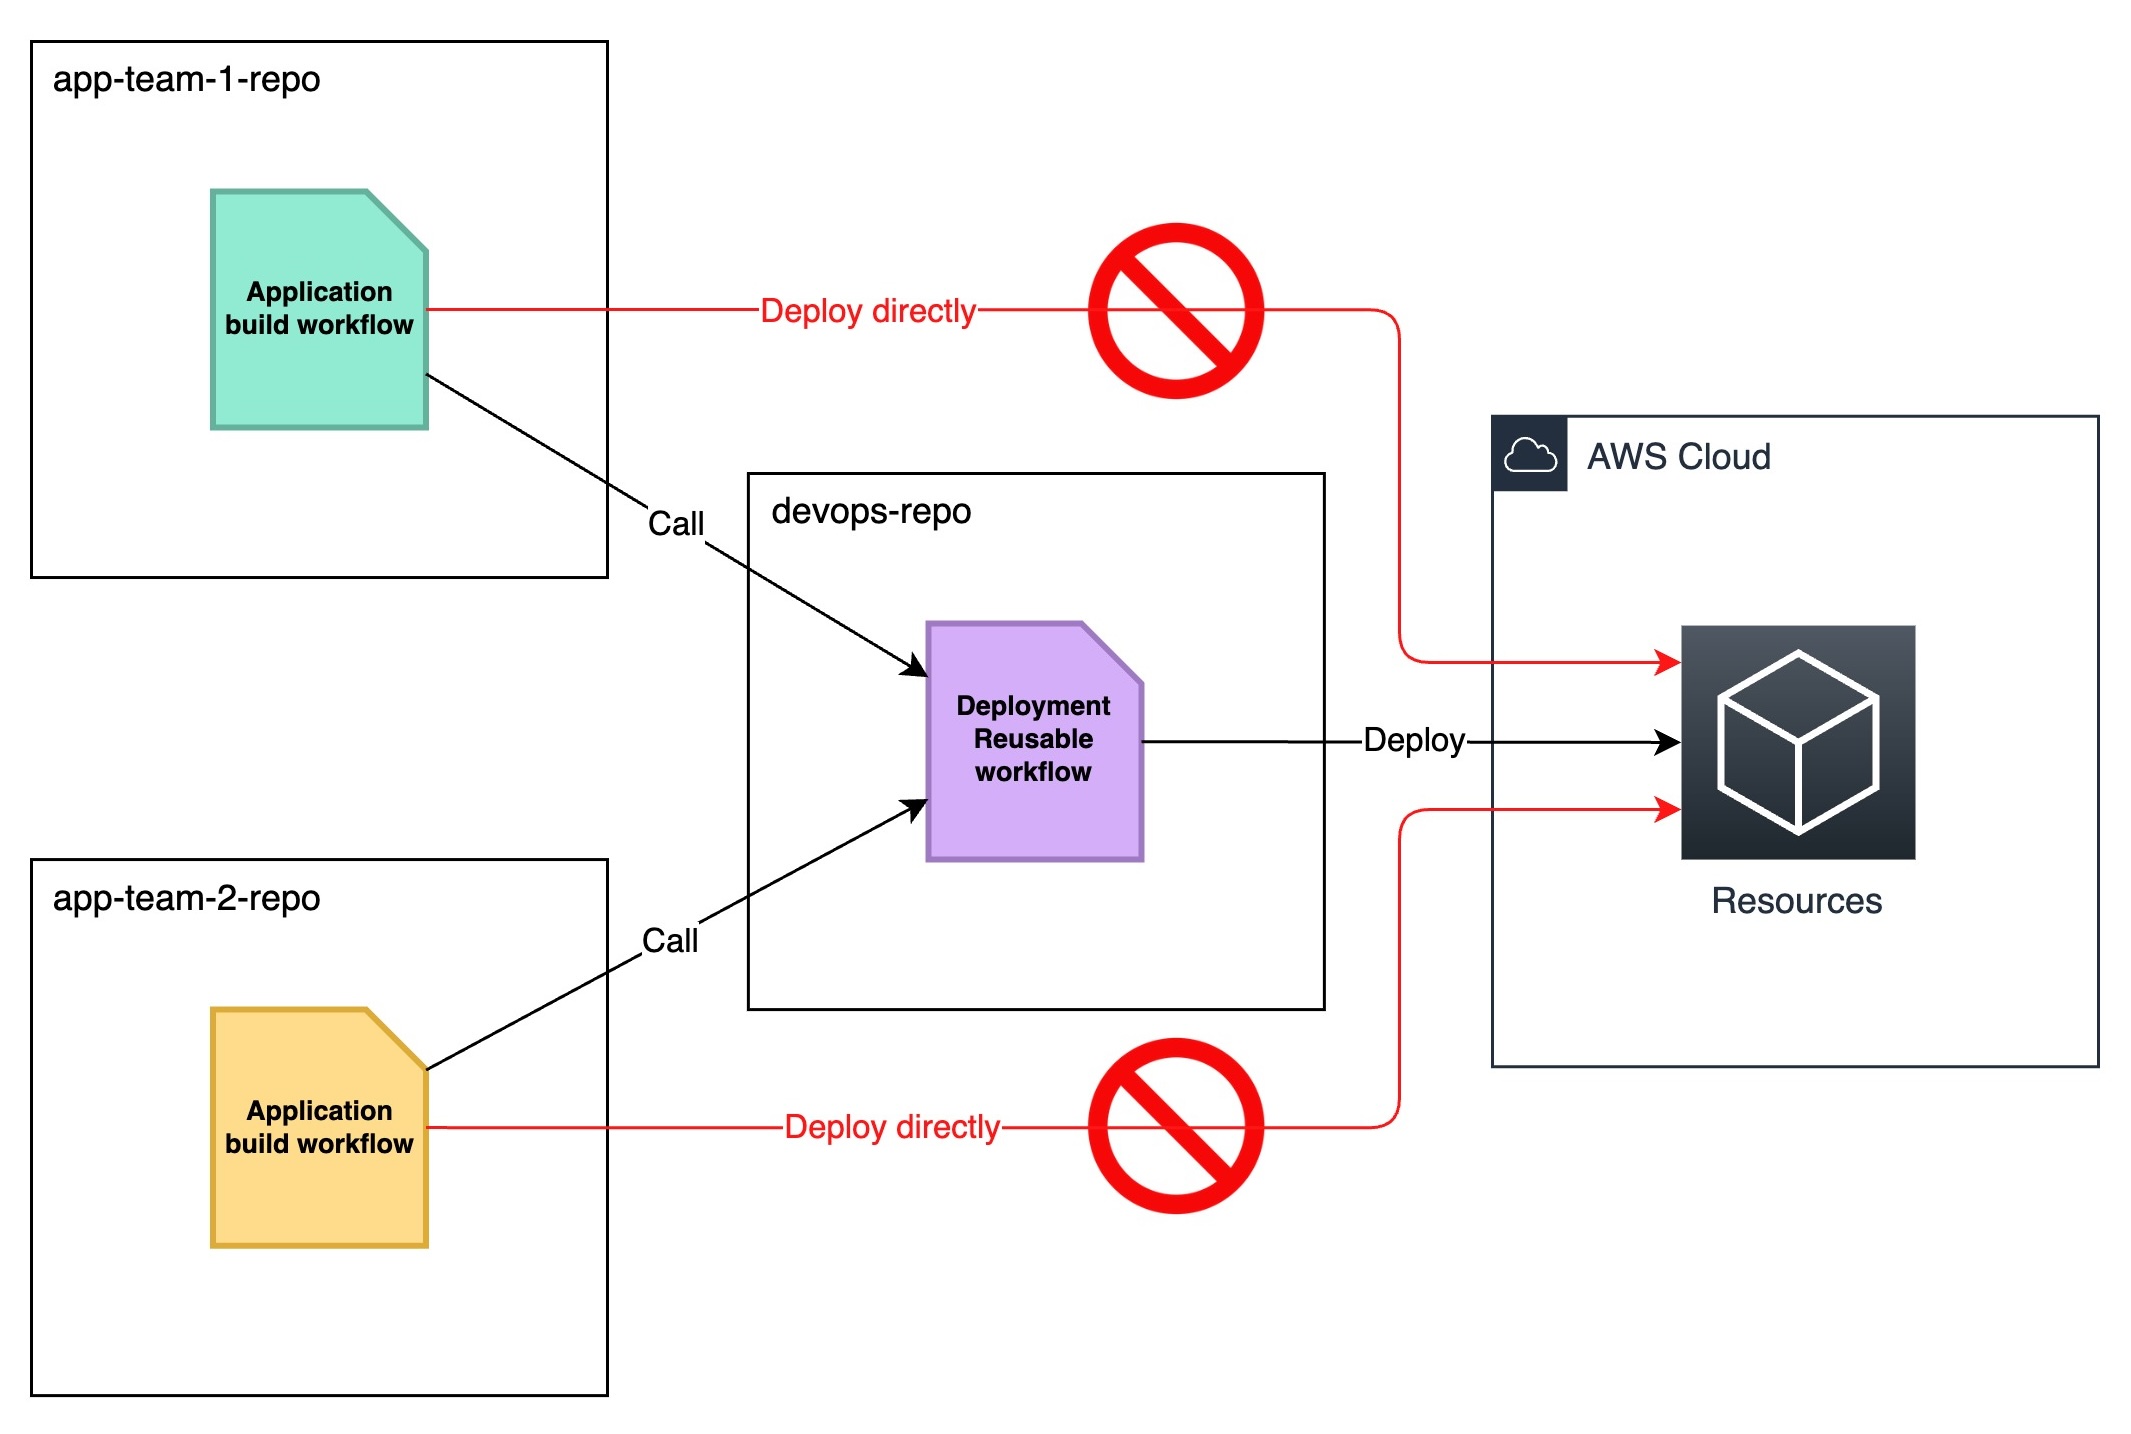 app-team-1-repo
Application
build workflow
Deploy directly
Call
devops-repo
Deployment
Reusable
workflow
Deploy
AWS Cloud
Resources
app-team-2-repo
Call
Application
build workflow
Deploy directly